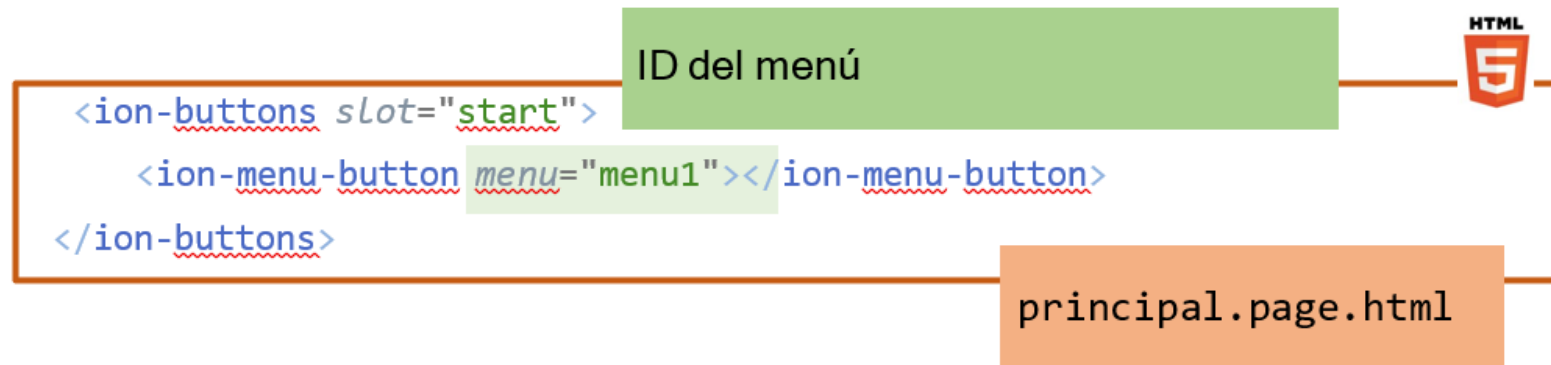 HTML
5
ID del menú
<ion-buttons slot="start">
<ion-menu-button menu="menu1"></ion-menu-button>
</ion-buttons>
principal.page.html